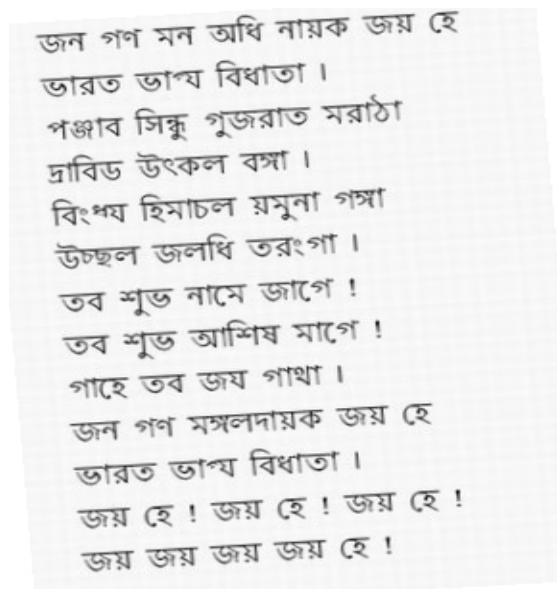 জন গণ মন অধি নায়ক জয় হে
ভারত ভাগ্য বিধাতা ।
পঞ্জাব সিন্ধু গুজরাত মরাঠা
দ্রাবিড উৎকল বঙ্গা ।
বিংধ্য হিমাচল য়মুনা গঙ্গা
উচ্ছল জলধি তরংগা ।
তব শুভ নামে জাগে !
তব শুভ আশিষ মাগে !
গাহে তব জয গাথা ।
জন গণ মঙ্গলদায়ক জয় হে
ভারত ভাগ্য বিধাতা ।
জয় হে ! জয় হে ! জয় হে !
জয় জয় জয় জয় হে !